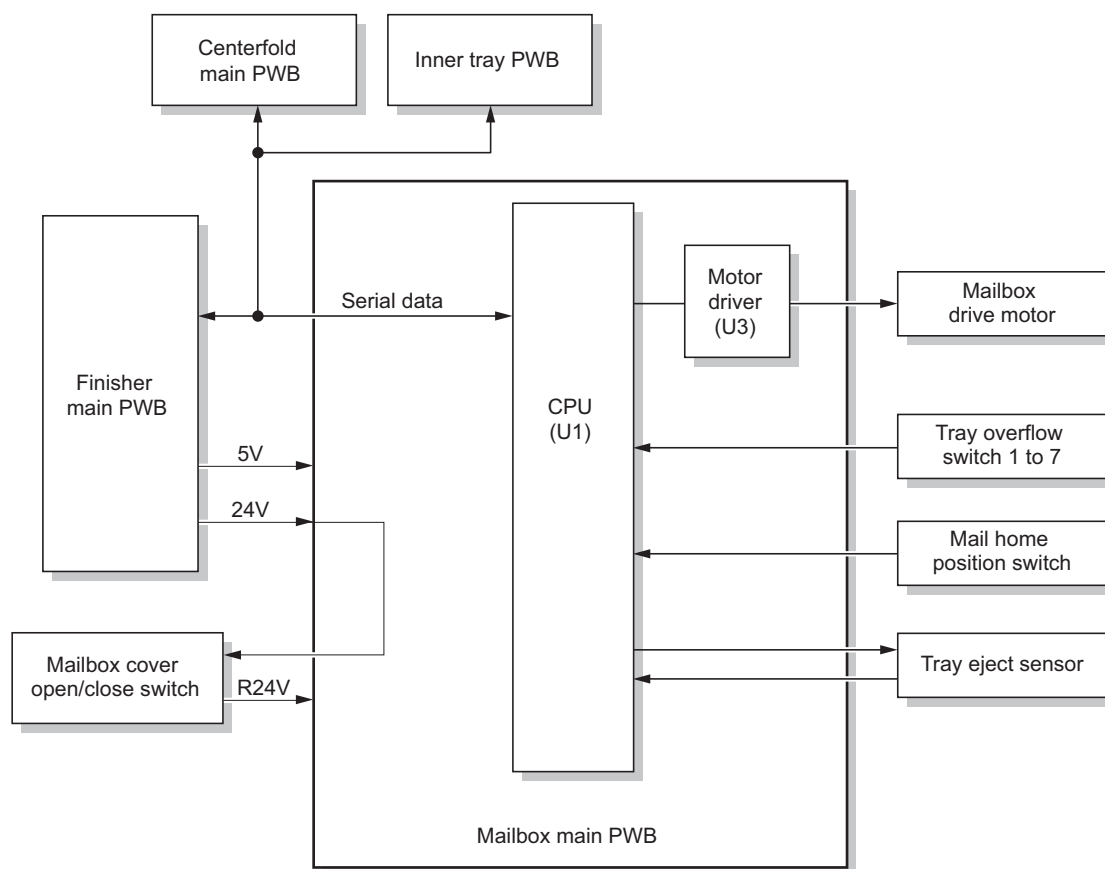 Centerfold
main PWB
Inner tray PWB
Finisher
main PWB
Serial data
5V
24V
Mailbox cover
open/close switch
R24V
CPU
(U1)
Motor
driver
(U3)
Mailbox
drive motor
Tray overflow
switch 1 to 7
Mail home
position switch
Tray eject sensor
Mailbox main PWB